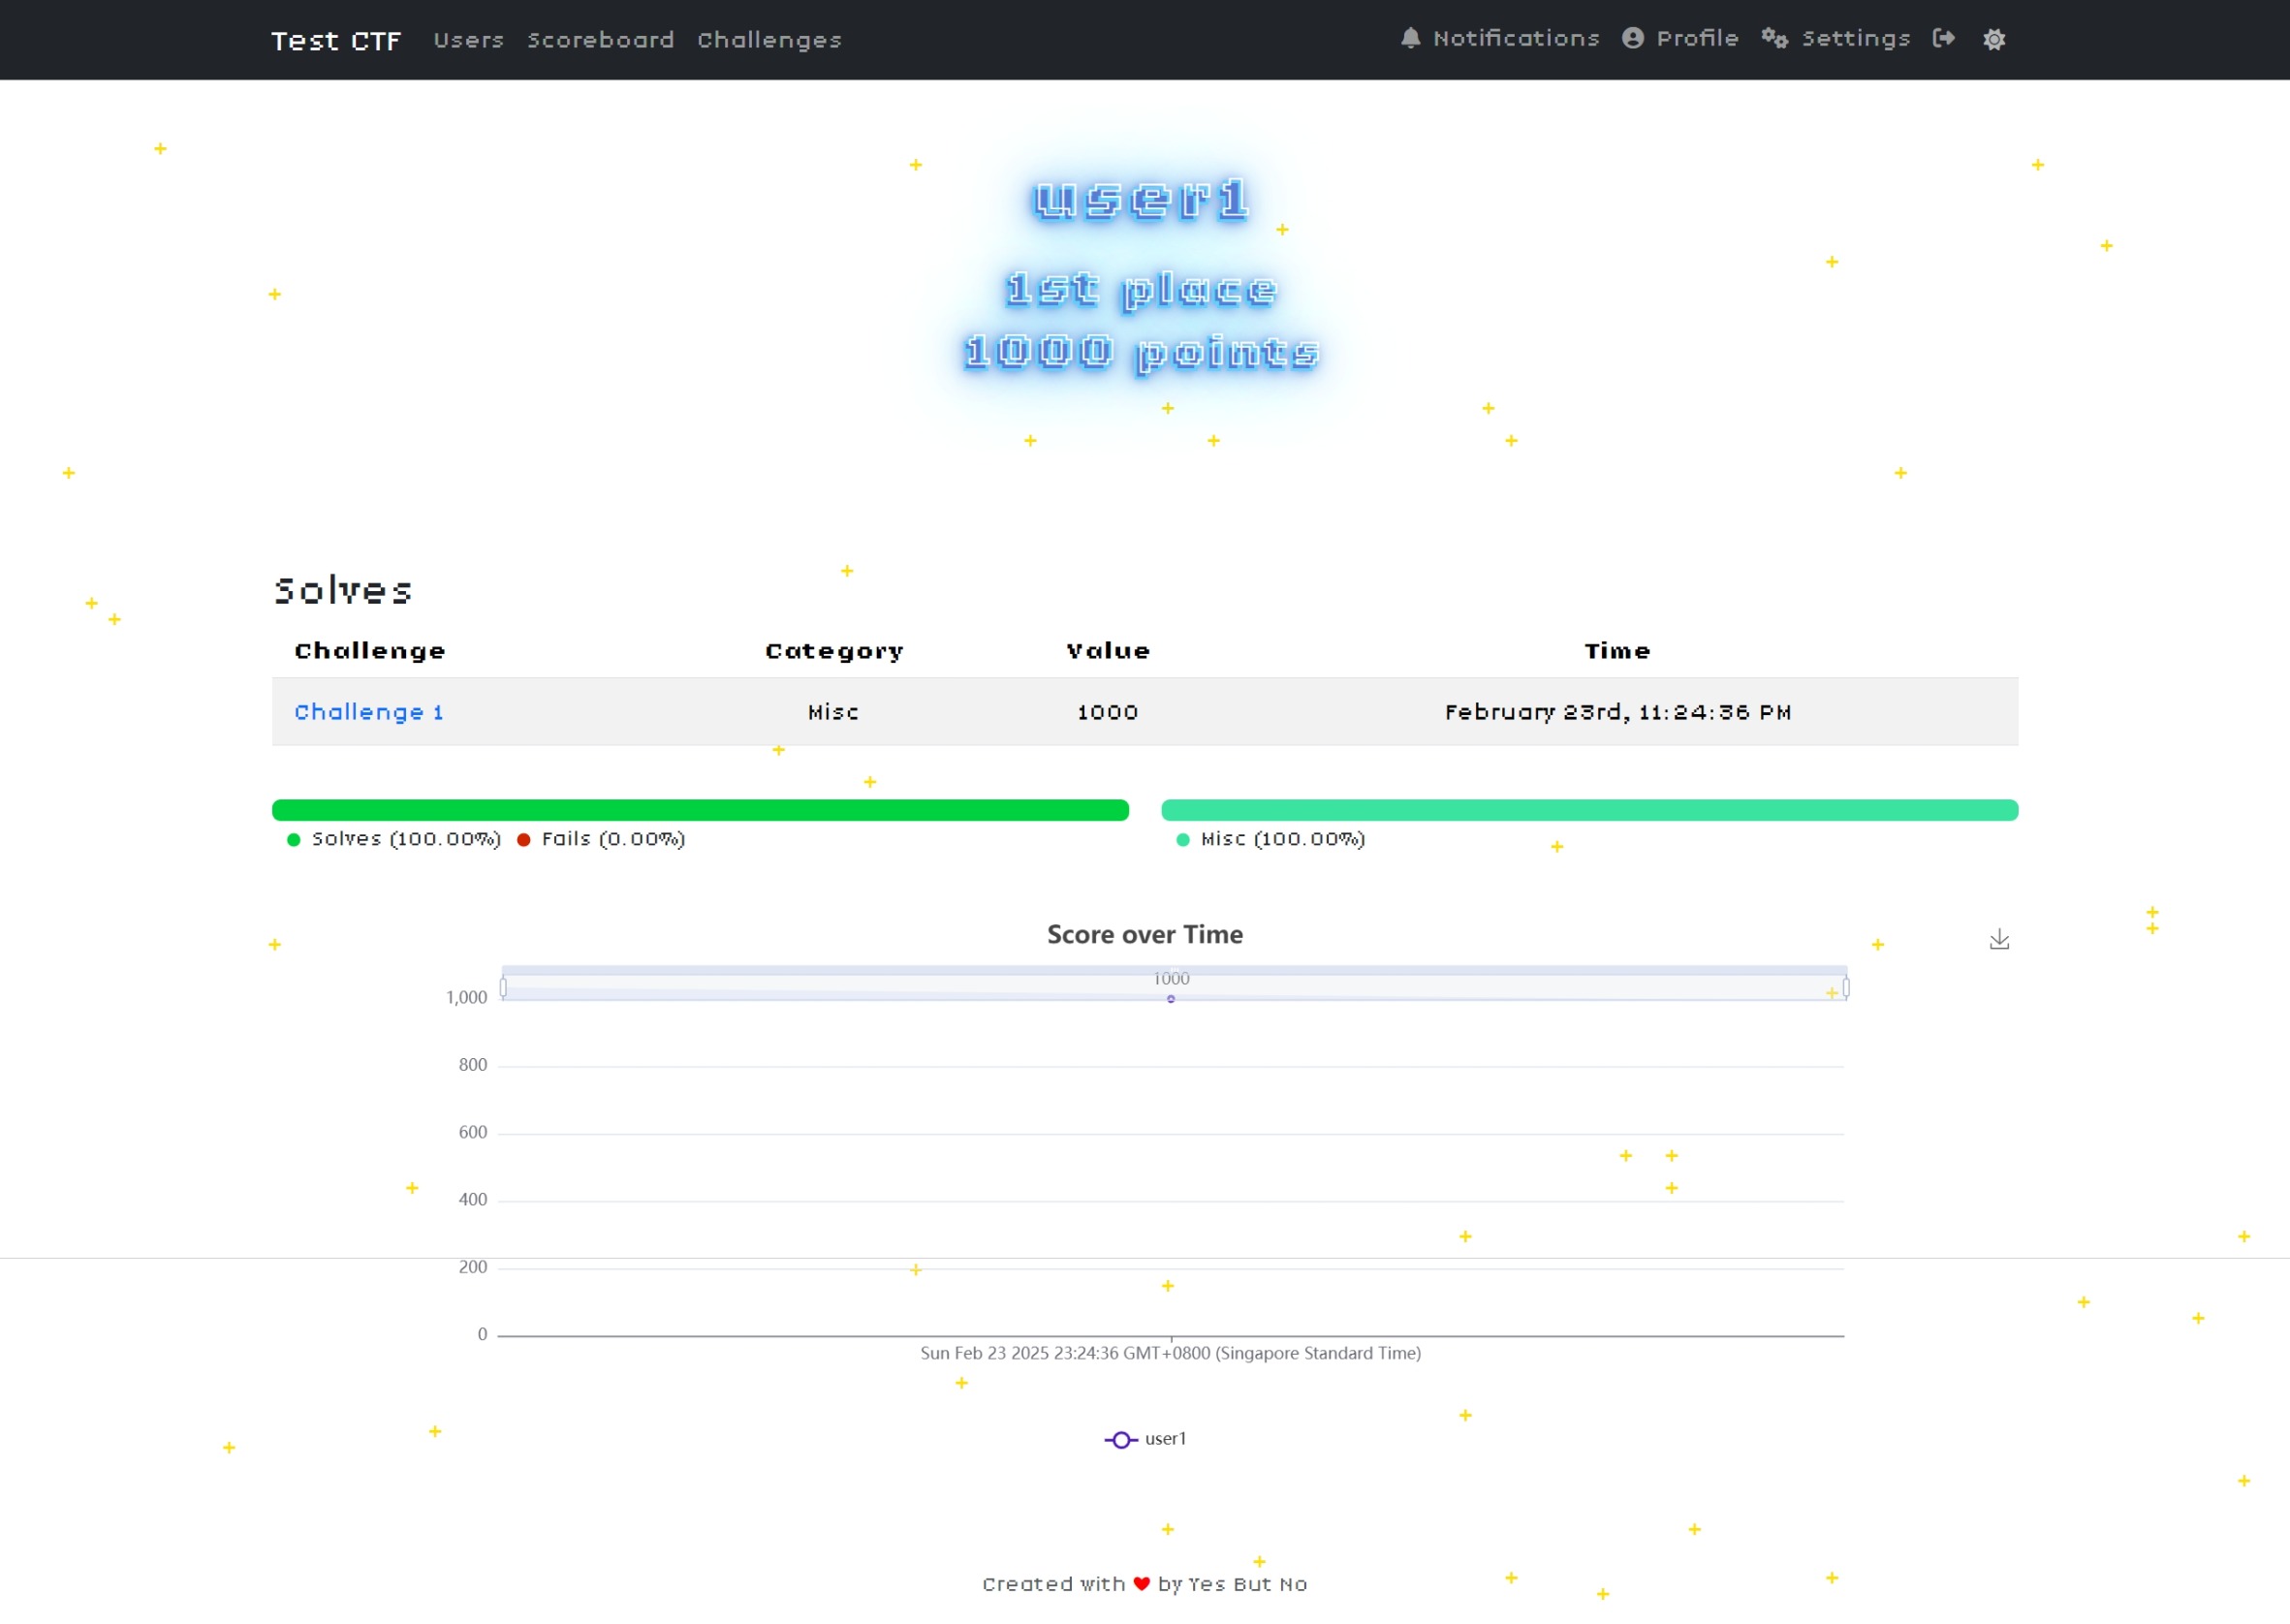 Test CTF Users Scoreboard Challenges Notifications Profile Settings
user1
1st place
1000 points
Solves
Challenge Category Value Time
Challenge 1 Misc 1000 February 23rd, 11:24:36 PM
Solves (100.00%) Fails (0.00%) Misc (100.00%)
Score over Time
1000
1,000
800
600
400
200
0
Sun Feb 23 2025 23:24:36 GMT+0800 (Singapore Standard Time)
user1
Created with ❤ by Yes But No